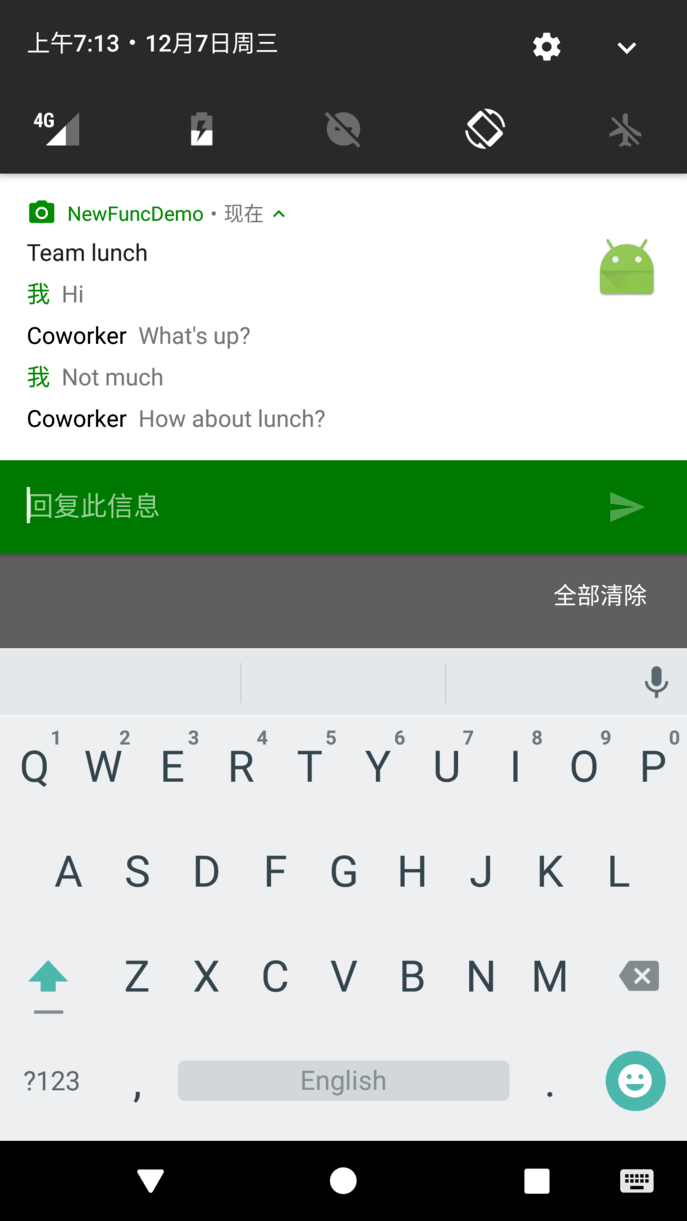 上午7:13 • 12月7日周三
4G
NewFuncDemo • 现在
Team lunch
我 Hi
Coworker What's up?
我 Not much
Coworker How about lunch?
回复此信息
全部清除
1 2 3 4 5 6 7 8 9 0
Q W E R T Y U I O P
A S D F G H J K L
Z X C V B N M
?123 , English .